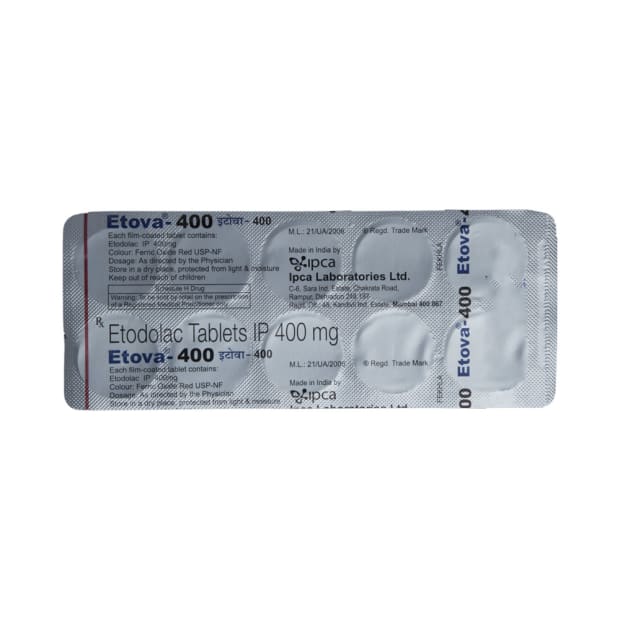 Etova®- 400 इटोवा - 400
Each film-coated tablet contains:
Etodolac IP 400mg
Colour: Ferric Oxide Red USP-NF
Dosage: As directed by the Physician
Store in a dry place, protected from light & moisture
Keep out of reach of children
Schedule H Drug
Warning: To be sold by retail on the prescription
of a Registered Medical Practitioner only.
M.L.: 21/UA/2006
® Regd. Trade Mark
Made in India by
ipca
Ipca Laboratories Ltd.
C-6, Sara Ind. Estate, Chakrata Road,
Rampur, Dehradun 248 197
Regd. Off.: 48, Kandivli Ind. Estate, Mumbai 400 067
FEKHLA
Etova®-4
Rx Etodolac Tablets IP 400 mg
Etova®- 400 इटोवा - 400
Each film-coated tablet contains:
Etodolac IP 400mg
Colour: Ferric Oxide Red USP-NF
Dosage: As directed by the Physician
Store in a dry place, protected from light & moisture
M.L.: 21/UA/2006
® Regd. Trade Mark
Made in India by
ipca
Ipca Laboratories Ltd.
FEKHLA
Etova®-400
00